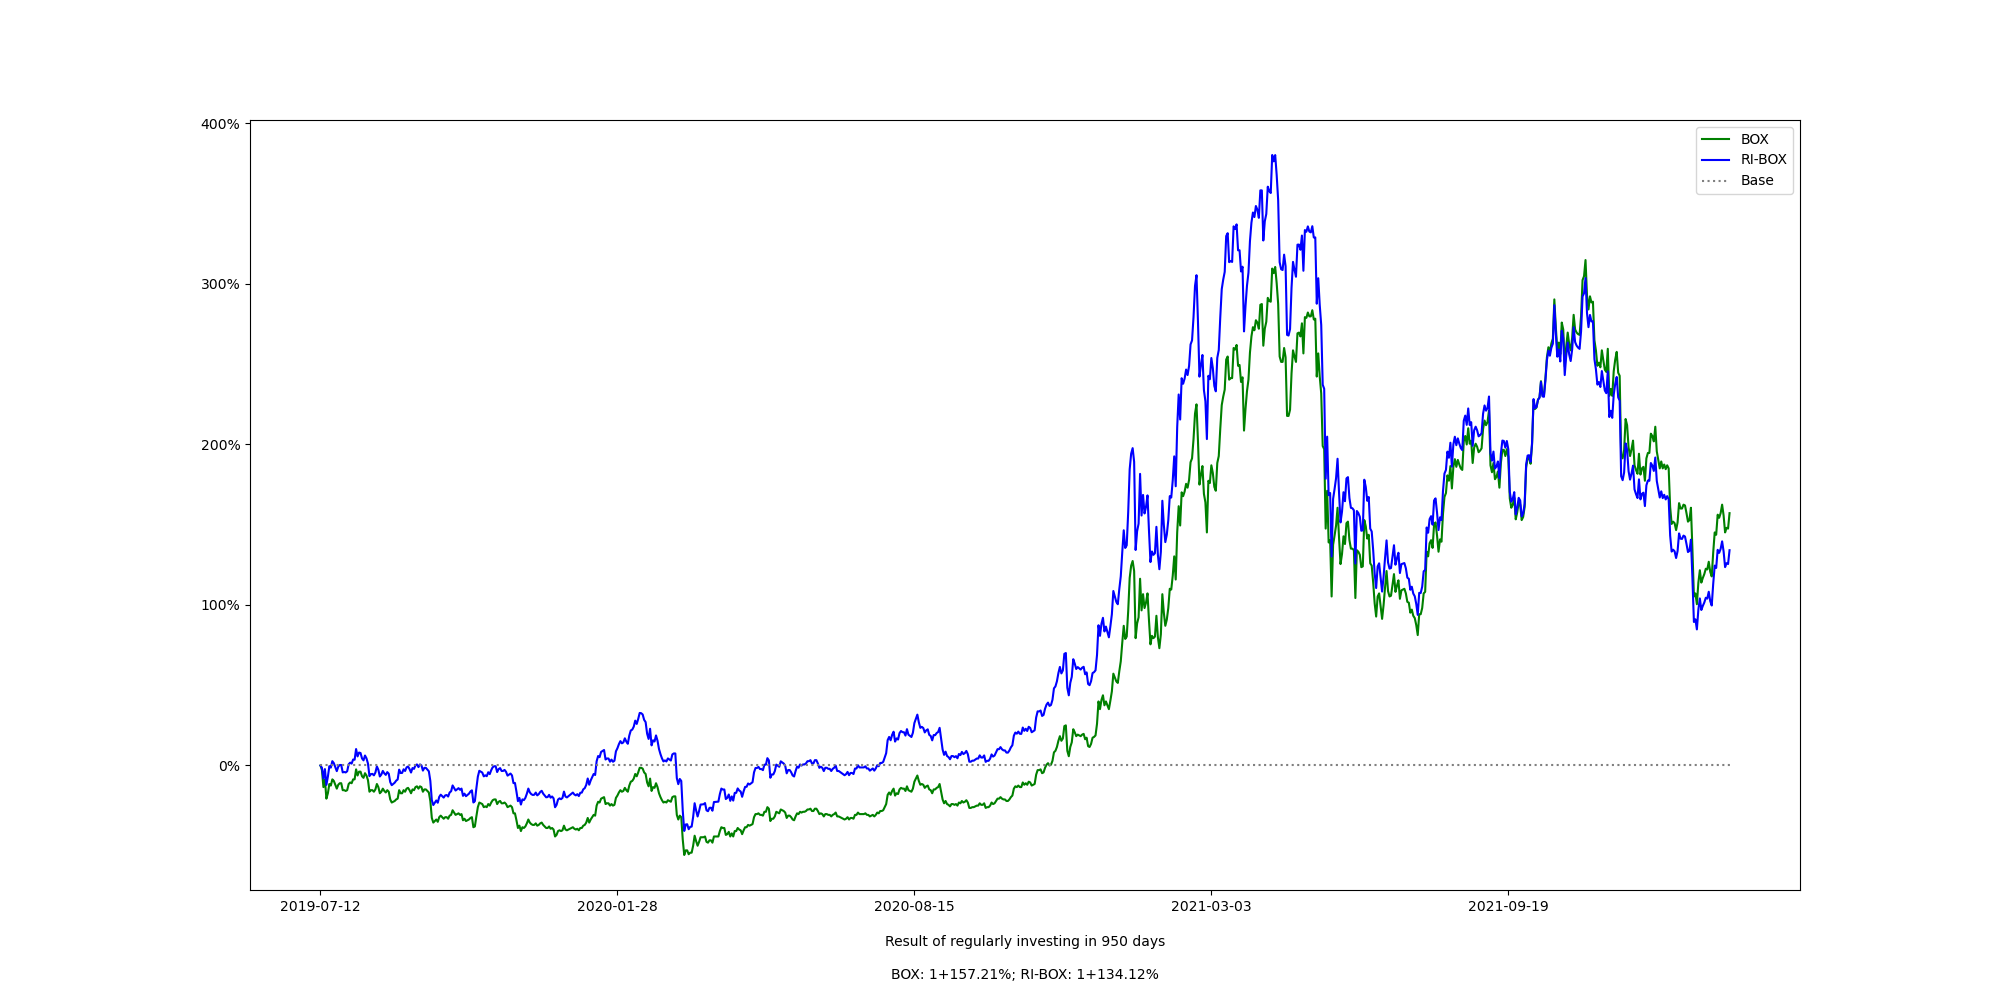 400%
300%
200%
100%
0%
BOX
RI-BOX
Base
2019-07-12 2020-01-28 2020-08-15 2021-03-03 2021-09-19
Result of regularly investing in 950 days
BOX: 1+157.21%; RI-BOX: 1+134.12%